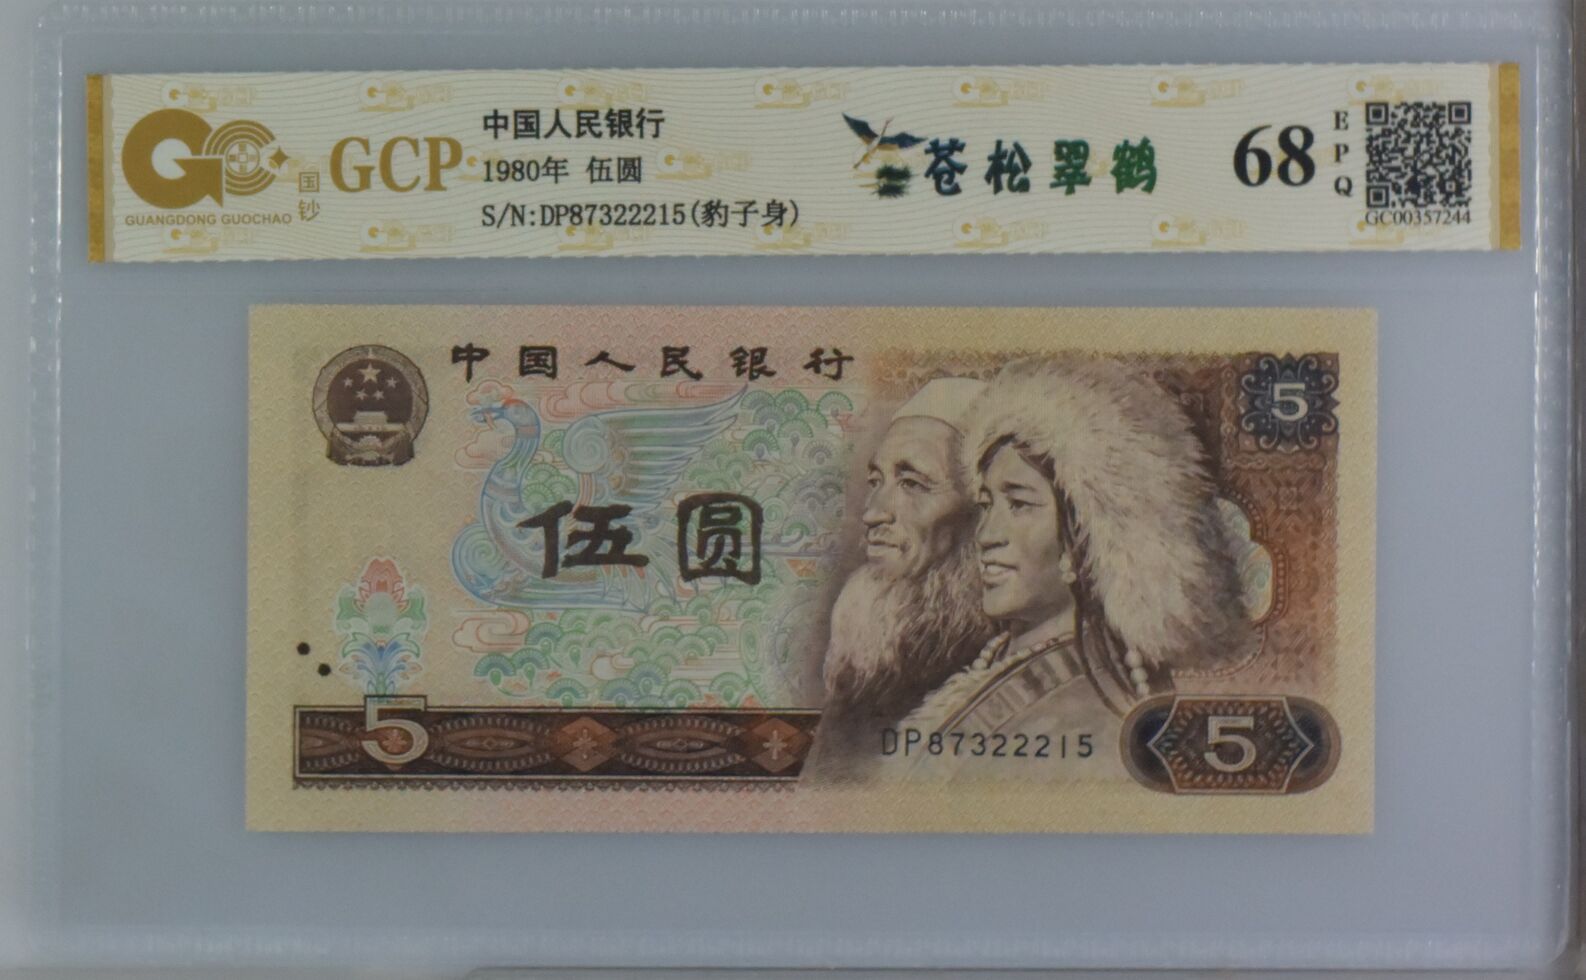 GCP
GUANGDONG GUOCHAO
国钞
中国人民银行
1980年 伍圆
S/N:DP87322215(豹子身)
苍松翠鹤
68
EPQ
GC00357244
中国人民银行
5
伍圆
5
DP87322215
5